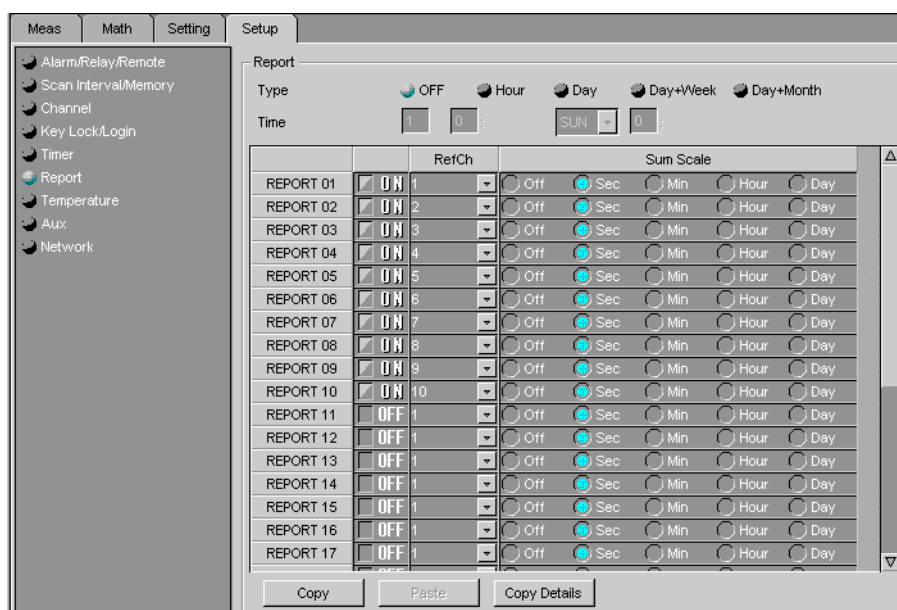 Meas Math Setting Setup
Alarm/Relay/Remote
Scan Interval/Memory
Channel
Key Lock/Login
Timer
Report
Temperature
Aux
Network
Report
Type OFF Hour Day Day+Week Day+Month
Time 1 0 : SUN 0 :
RefCh Sum Scale
REPORT 01 ON 1 Off Sec Min Hour Day
REPORT 02 ON 2 Off Sec Min Hour Day
REPORT 03 ON 3 Off Sec Min Hour Day
REPORT 04 ON 4 Off Sec Min Hour Day
REPORT 05 ON 5 Off Sec Min Hour Day
REPORT 06 ON 6 Off Sec Min Hour Day
REPORT 07 ON 7 Off Sec Min Hour Day
REPORT 08 ON 8 Off Sec Min Hour Day
REPORT 09 ON 9 Off Sec Min Hour Day
REPORT 10 ON 10 Off Sec Min Hour Day
REPORT 11 OFF 1 Off Sec Min Hour Day
REPORT 12 OFF 1 Off Sec Min Hour Day
REPORT 13 OFF 1 Off Sec Min Hour Day
REPORT 14 OFF 1 Off Sec Min Hour Day
REPORT 15 OFF 1 Off Sec Min Hour Day
REPORT 16 OFF 1 Off Sec Min Hour Day
REPORT 17 OFF 1 Off Sec Min Hour Day
Copy Paste Copy Details